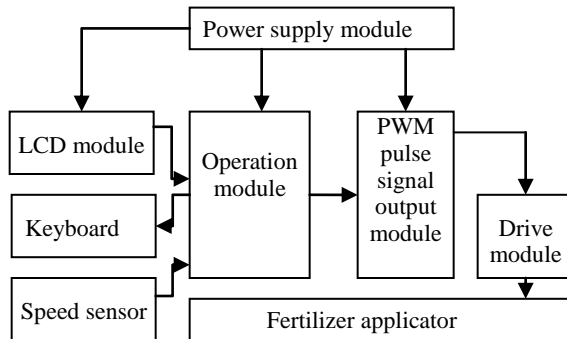 Power supply module
LCD module
Keyboard
Speed sensor
Operation
module
PWM
pulse
signal
output
module
Drive
module
Fertilizer applicator